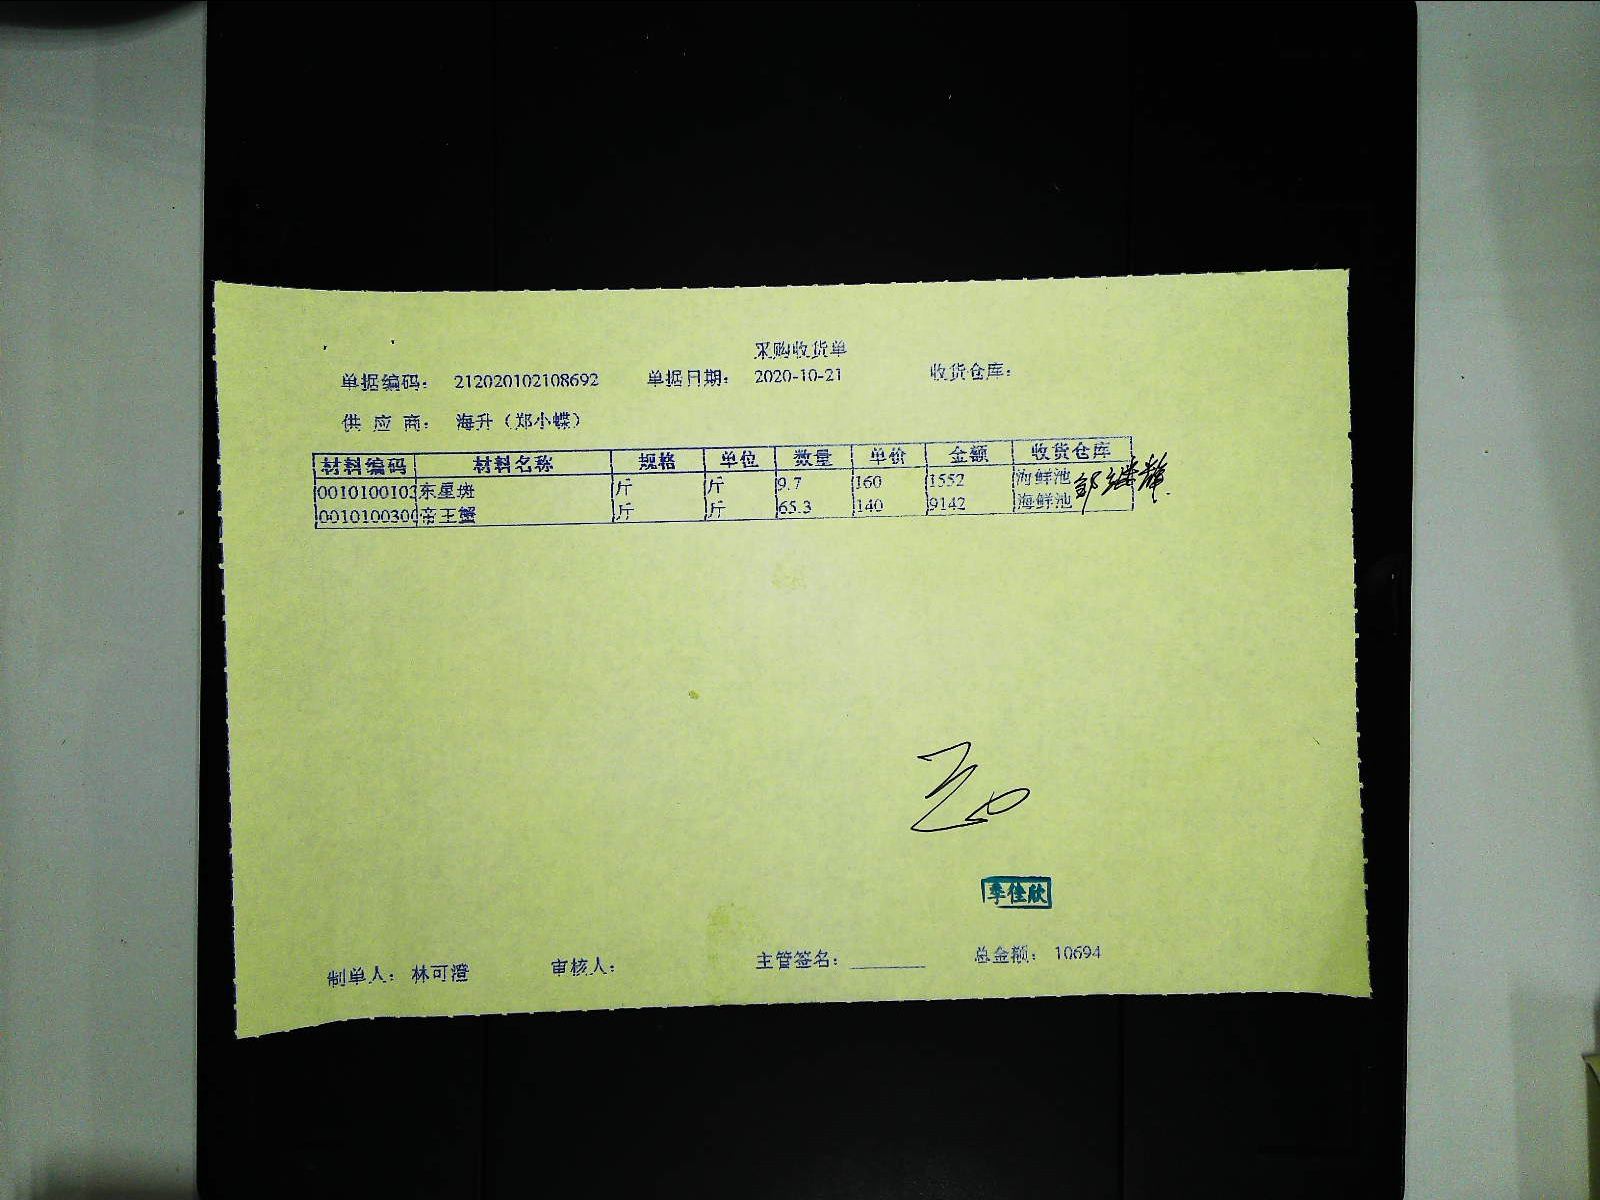 采购收货单
单据编码： 212020102108692 单据日期： 2020-10-21 收货仓库：
供 应 商： 海升（郑小蝶）
材料编码 材料名称 规格 单位 数量 单价 金额 收货仓库
0010100103 东星斑 斤 斤 9.7 160 1552 海鲜池
0010100300 帝王蟹 斤 斤 65.3 140 9142 海鲜池
季佳欣
制单人： 林可澄 审核人： 主管签名： 总金额： 10694